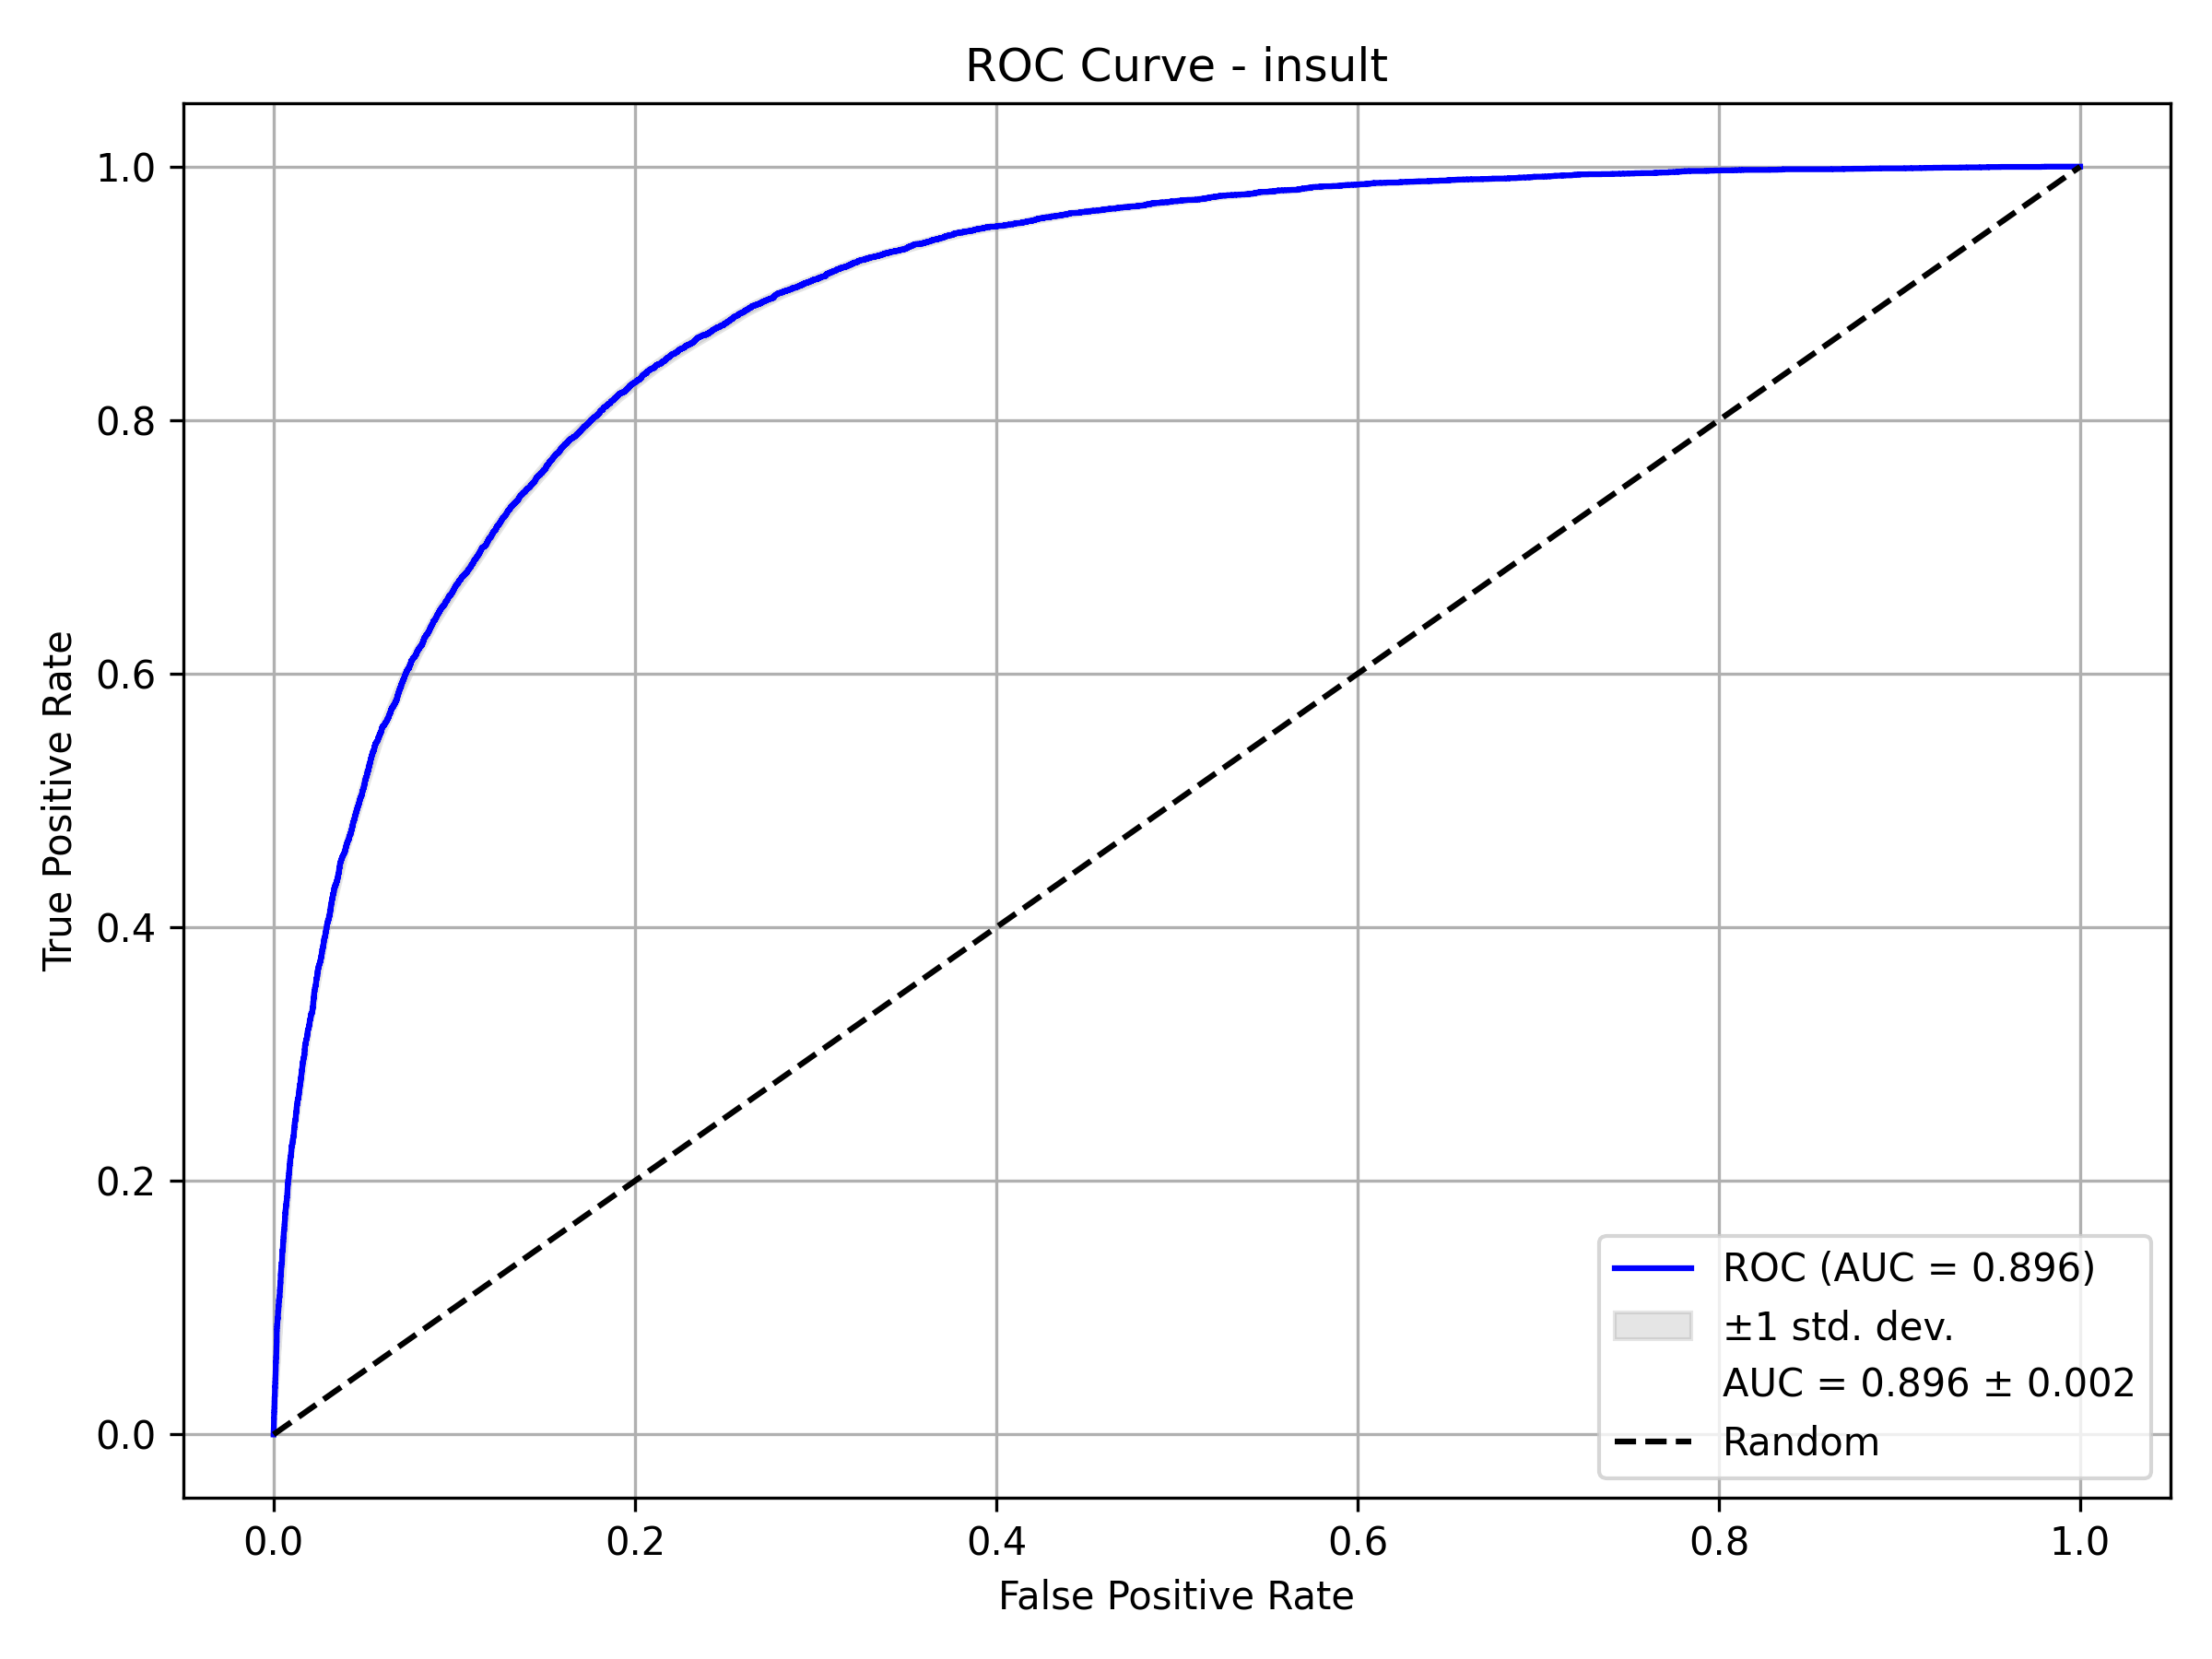 ROC Curve - insult
True Positive Rate
1.0
0.8
0.6
0.4
0.2
0.0
0.0 0.2 0.4 0.6 0.8 1.0
False Positive Rate
ROC (AUC = 0.896)
±1 std. dev.
AUC = 0.896 ± 0.002
Random